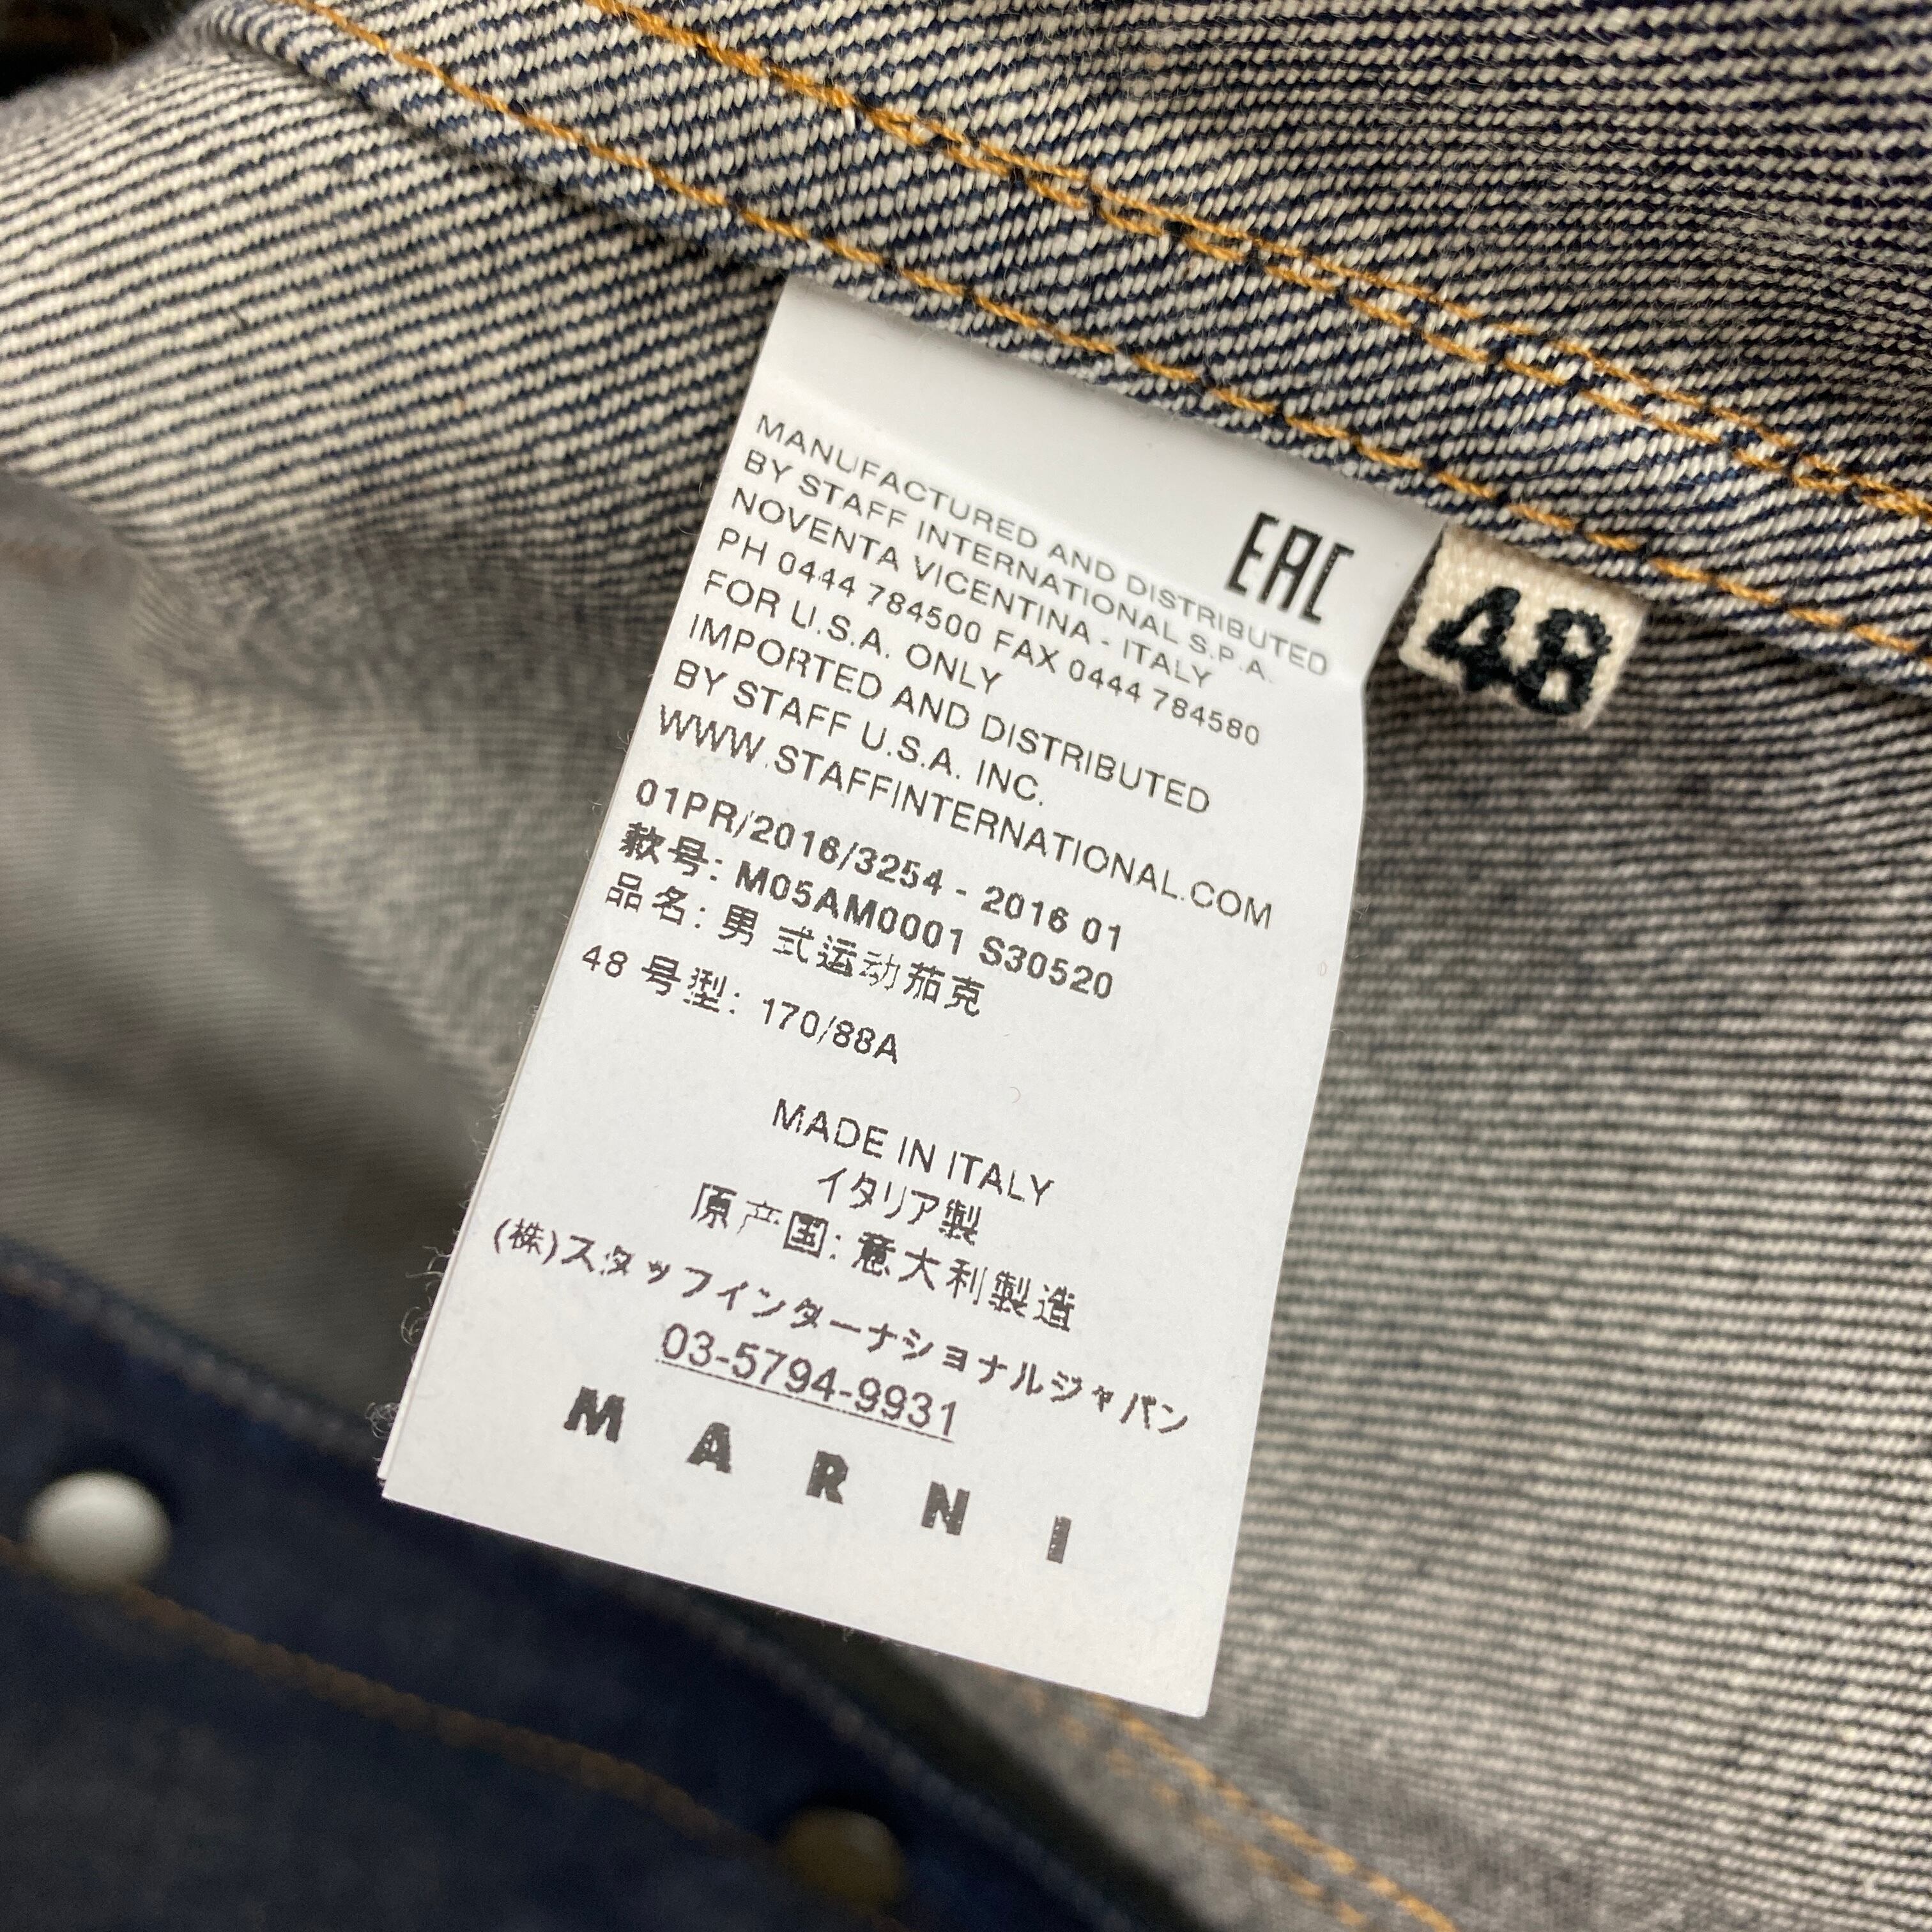 EAC
MANUFACTURED AND DISTRIBUTED
BY STAFF INTERNATIONAL S.P.A.
NOVENTA VICENTINA - ITALY
PH 0444 784500 FAX 0444 784580
FOR U.S.A. ONLY
IMPORTED AND DISTRIBUTED
BY STAFF U.S.A. INC.
WWW.STAFFINTERNATIONAL.COM
01PR/2016/3254 - 2016 01
款号: M05AM0001 S30520
品名: 男 式运动茄克
48 号型: 170/88A
MADE IN ITALY
イタリア製
原产国: 意大利製造
(株)スタッフインターナショナルジャパン
03-5794-9931
MARNI
48